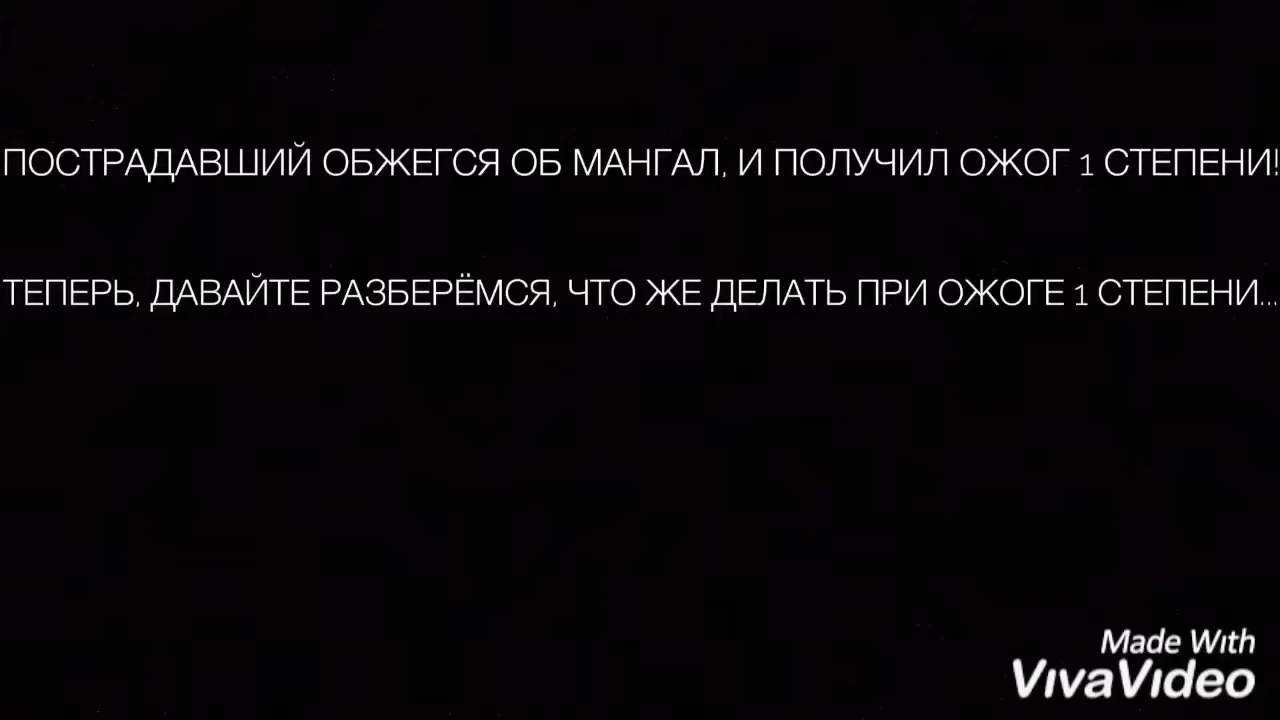 ПОСТРАДАВШИЙ ОБЖЕГСЯ ОБ МАНГАЛ, И ПОЛУЧИЛ ОЖОГ 1 СТЕПЕНИ!
ТЕПЕРЬ, ДАВАЙТЕ РАЗБЕРЁМСЯ, ЧТО ЖЕ ДЕЛАТЬ ПРИ ОЖОГЕ 1 СТЕПЕНИ...
Made With
VivaVideo